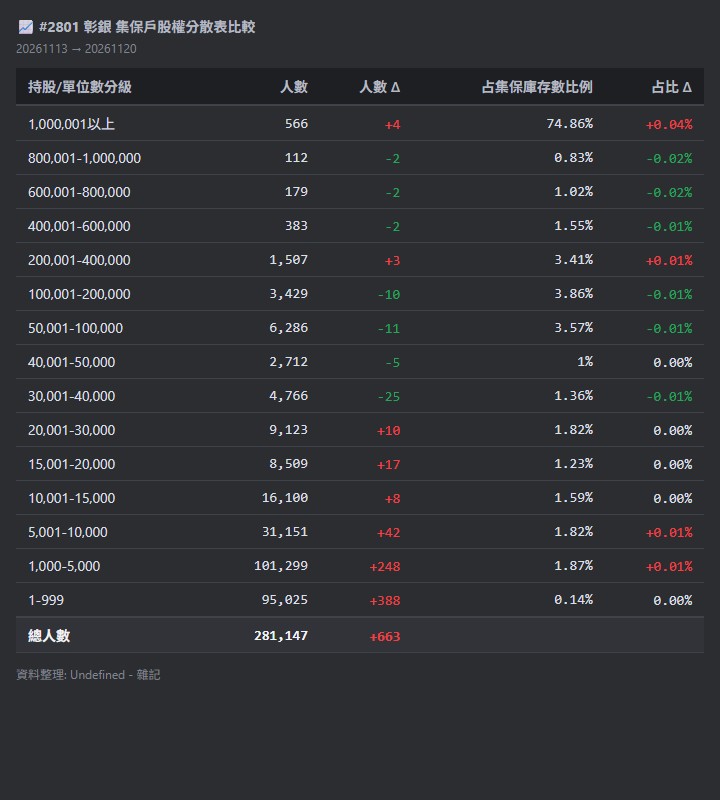 📈 #2801 彰銀 集保戶股權分散表比較
20261113 → 20261120
持股/單位數分級 人數 人數 Δ 占集保庫存數比例 占比 Δ
1,000,001以上 566 +4 74.86% +0.04%
800,001-1,000,000 112 -2 0.83% -0.02%
600,001-800,000 179 -2 1.02% -0.02%
400,001-600,000 383 -2 1.55% -0.01%
200,001-400,000 1,507 +3 3.41% +0.01%
100,001-200,000 3,429 -10 3.86% -0.01%
50,001-100,000 6,286 -11 3.57% -0.01%
40,001-50,000 2,712 -5 1% 0.00%
30,001-40,000 4,766 -25 1.36% -0.01%
20,001-30,000 9,123 +10 1.82% 0.00%
15,001-20,000 8,509 +17 1.23% 0.00%
10,001-15,000 16,100 +8 1.59% 0.00%
5,001-10,000 31,151 +42 1.82% +0.01%
1,000-5,000 101,299 +248 1.87% +0.01%
1-999 95,025 +388 0.14% 0.00%
總人數 281,147 +663
資料整理: Undefined - 雜記